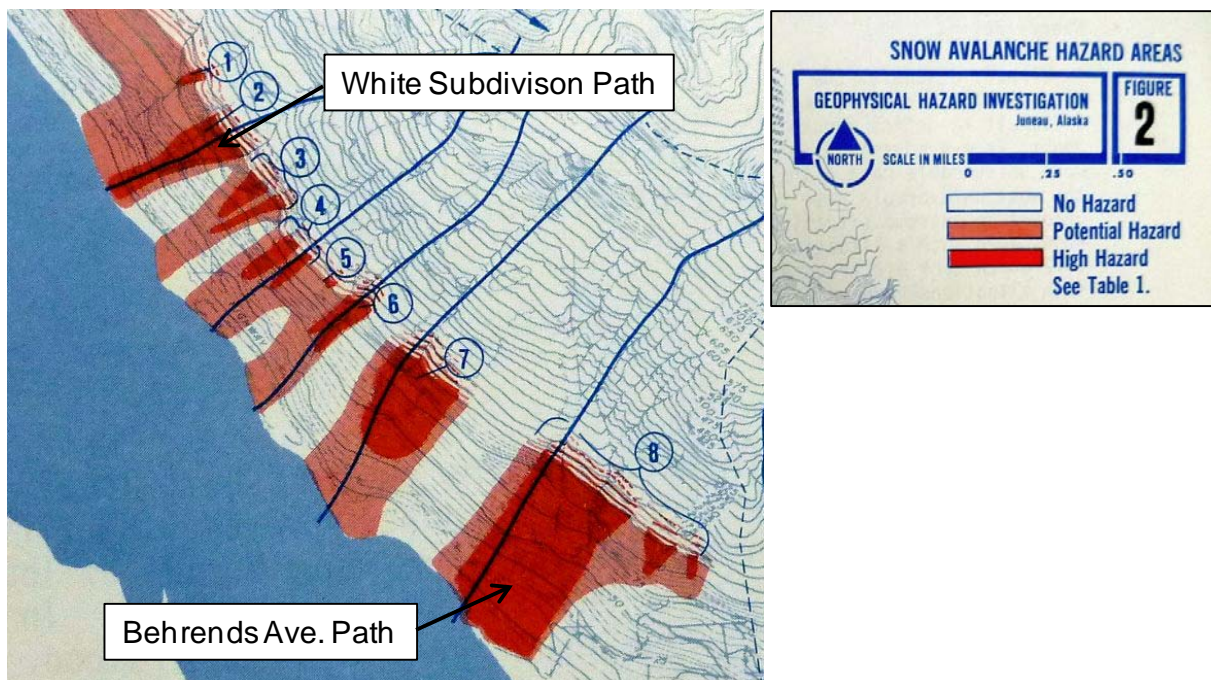 1
2
White Subdivison Path
3
4
5
6
7
8
Behrends Ave. Path
SNOW AVALANCHE HAZARD AREAS
GEOPHYSICAL HAZARD INVESTIGATION
Juneau, Alaska
FIGURE
2
NORTH
SCALE IN MILES
0 .25 .50
No Hazard
Potential Hazard
High Hazard
See Table 1.